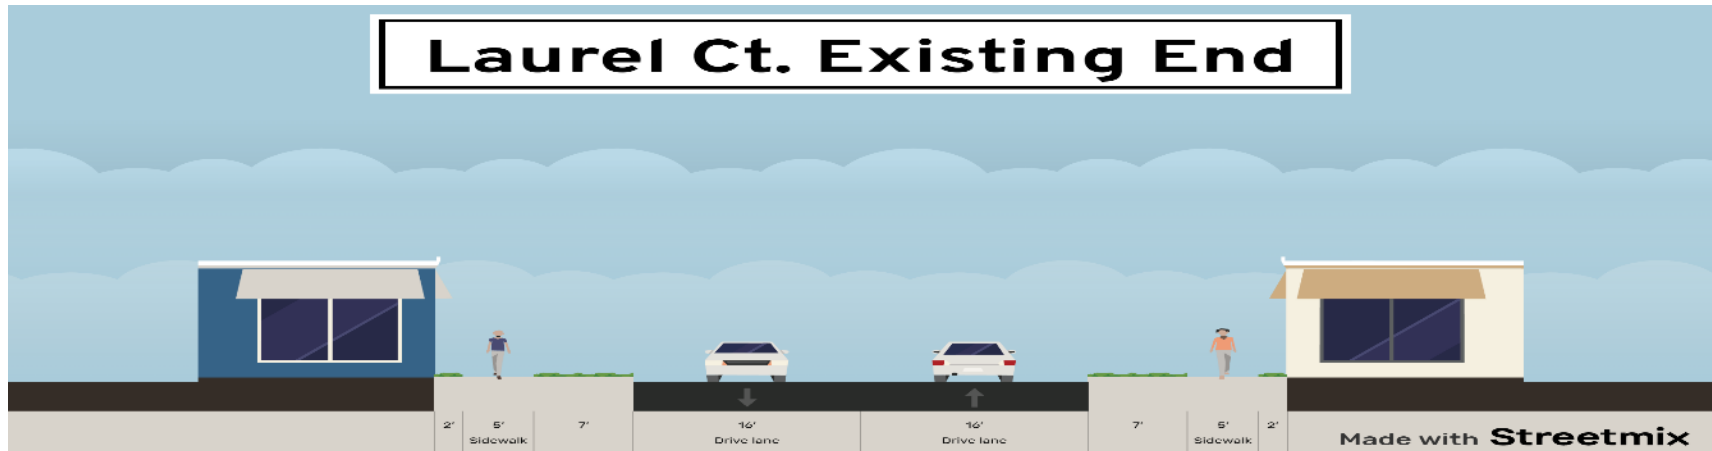 Laurel Ct. Existing End
2' 5' 7' 16' 16' 7' 5' 2'
Sidewalk Drive lane Drive lane Sidewalk
Made with Streetmix